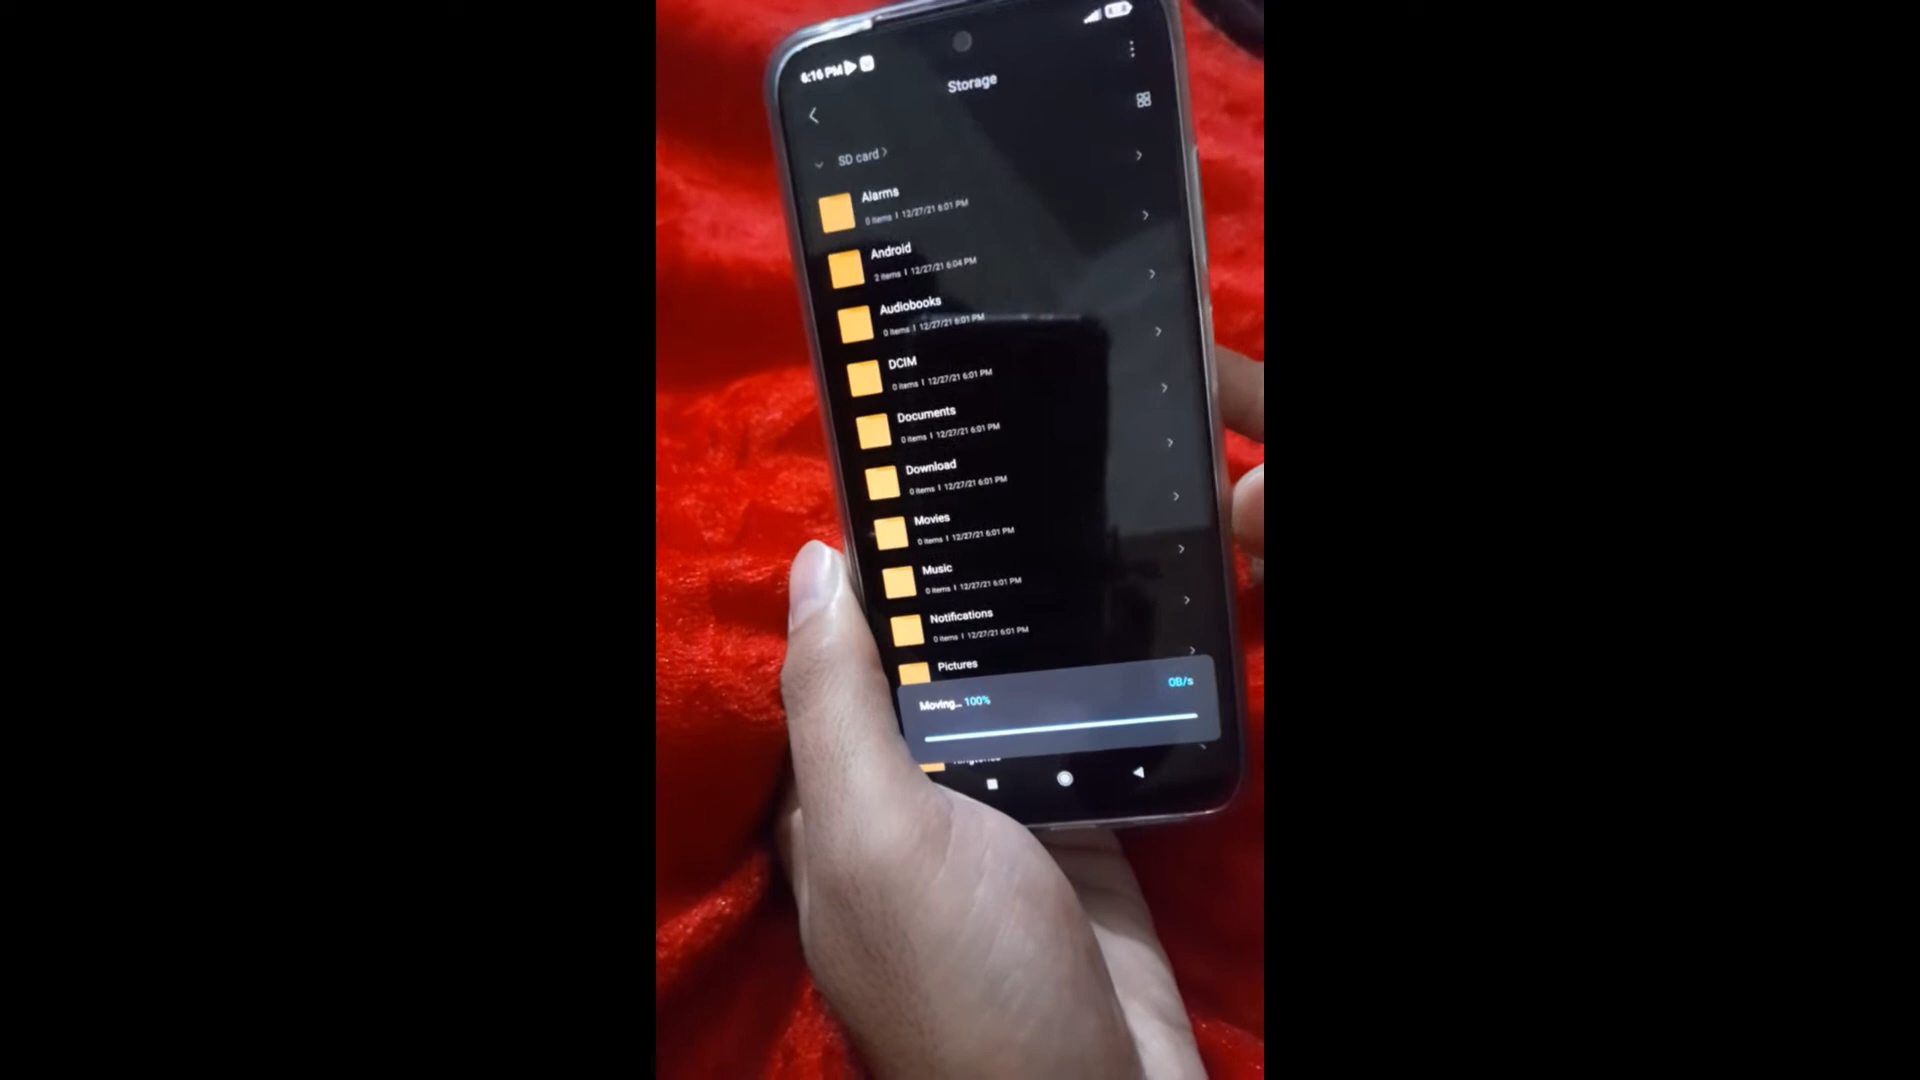 6:16 PM
Storage
SD card
Alarms
0 items | 12/27/21 6:01 PM
Android
2 items | 12/27/21 6:04 PM
Audiobooks
0 items | 12/27/21 6:01 PM
DCIM
0 items | 12/27/21 6:01 PM
Documents
0 items | 12/27/21 6:01 PM
Download
0 items | 12/27/21 6:01 PM
Movies
0 items | 12/27/21 6:01 PM
Music
0 items | 12/27/21 6:01 PM
Notifications
0 items | 12/27/21 6:01 PM
Pictures
Moving... 100% 0B/s